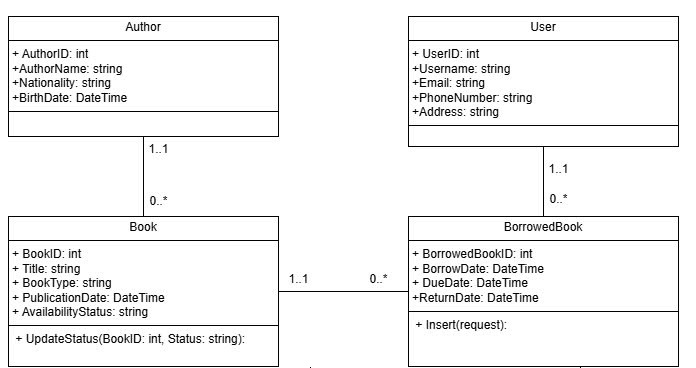 Author
+ AuthorID: int
+AuthorName: string
+Nationality: string
+BirthDate: DateTime
User
+ UserID: int
+Username: string
+Email: string
+PhoneNumber: string
+Address: string
1..1
0..*
1..1
0..*
Book
+ BookID: int
+ Title: string
+ BookType: string
+ PublicationDate: DateTime
+ AvailabilityStatus: string
+ UpdateStatus(BookID: int, Status: string):
1..1
0..*
BorrowedBook
+ BorrowedBookID: int
+ BorrowDate: DateTime
+ DueDate: DateTime
+ReturnDate: DateTime
+ Insert(request):